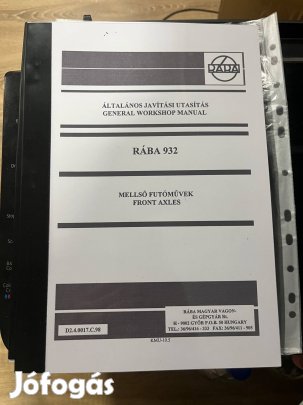 RÁBA
ÁLTALÁNOS JAVÍTÁSI UTASÍTÁS
GENERAL WORKSHOP MANUAL
RÁBA 932
MELLSŐ FUTÓMŰVEK
FRONT AXLES
RÁBA MAGYAR VAGON-
ÉS GÉPGYÁR Rt.
H - 9002 GYŐR P.O.B. 50 HUNGARY
D2.4.0017.C.98
Jófogás